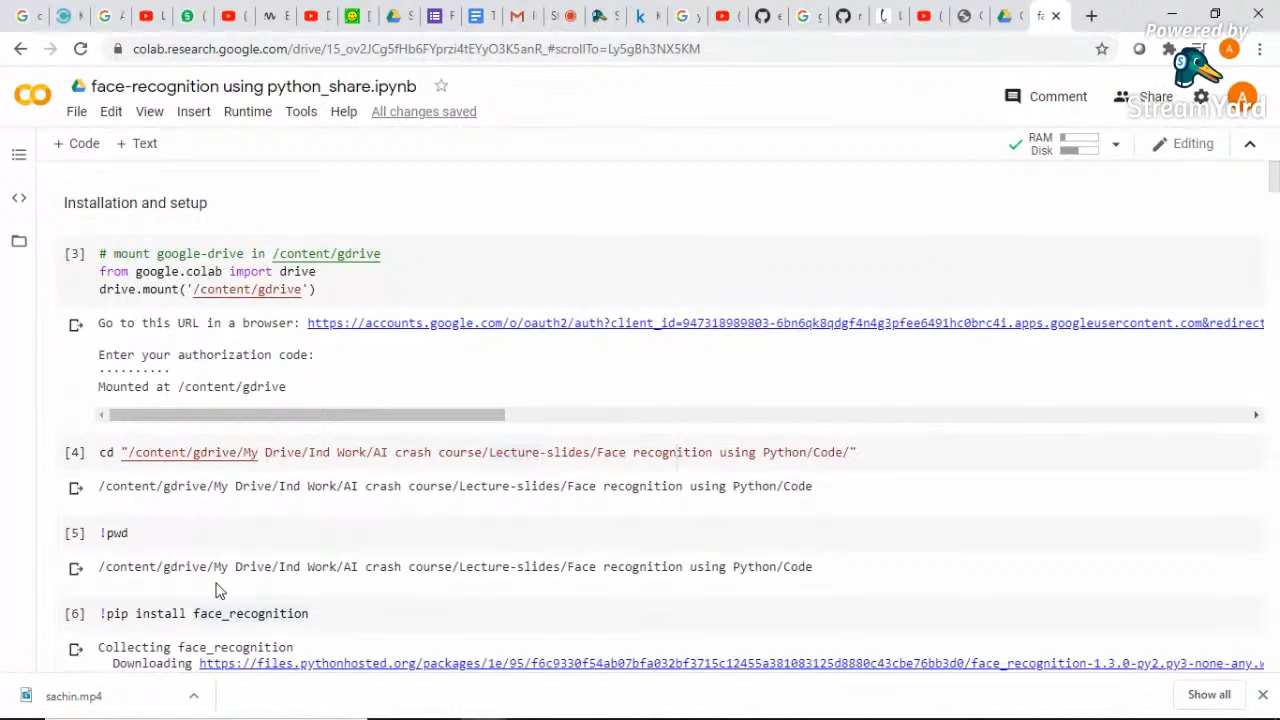 colab.research.google.com/drive/15_ov2JCg5fHb6FYprzi4tEYyO3K5anR_#scrollTo=Ly5gBh3NX5KM
Powered by
StreamYard
face-recognition using python_share.ipynb
File Edit View Insert Runtime Tools Help All changes saved
Comment Share
+ Code + Text
RAM
Disk
Editing
Installation and setup
[3] # mount google-drive in /content/gdrive
from google.colab import drive
drive.mount('/content/gdrive')
Go to this URL in a browser: https://accounts.google.com/o/oauth2/auth?client_id=947318989803-6bn6qk8qdgf4n4g3pfee6491hc0brc4i.apps.googleusercontent.com&redirect
Enter your authorization code:
··········
Mounted at /content/gdrive
[4] cd "/content/gdrive/My Drive/Ind Work/AI crash course/Lecture-slides/Face recognition using Python/Code/"
/content/gdrive/My Drive/Ind Work/AI crash course/Lecture-slides/Face recognition using Python/Code
[5] !pwd
/content/gdrive/My Drive/Ind Work/AI crash course/Lecture-slides/Face recognition using Python/Code
[6] !pip install face_recognition
Collecting face_recognition
Downloading https://files.pythonhosted.org/packages/1e/95/f6c9330f54ab07bfa032bf3715c12455a381083125d8880c43cbe76bb3d0/face_recognition-1.3.0-py2.py3-none-any.w
sachin.mp4
Show all